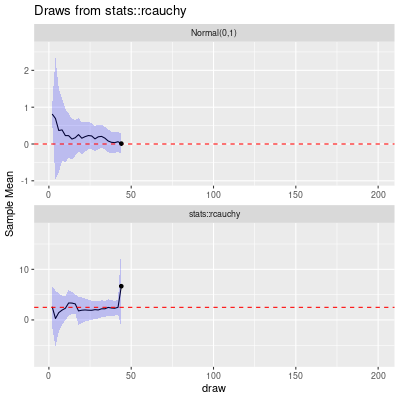 Draws from stats::rcauchy
Normal(0,1)
2
1
0
-1
0 50 100 150 200
stats::rcauchy
10
0
0 50 100 150 200
Sample Mean
draw